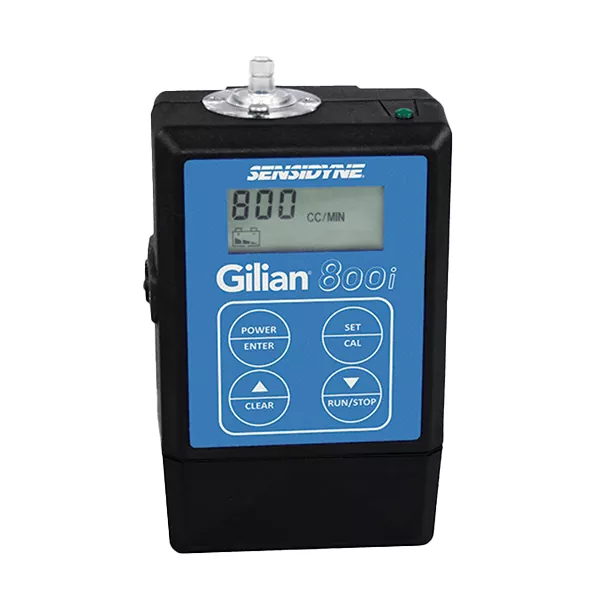 SENSIDYNE®
800 CC/MIN
Gilian® 800i
POWER
ENTER
SET
CAL
CLEAR
RUN/STOP